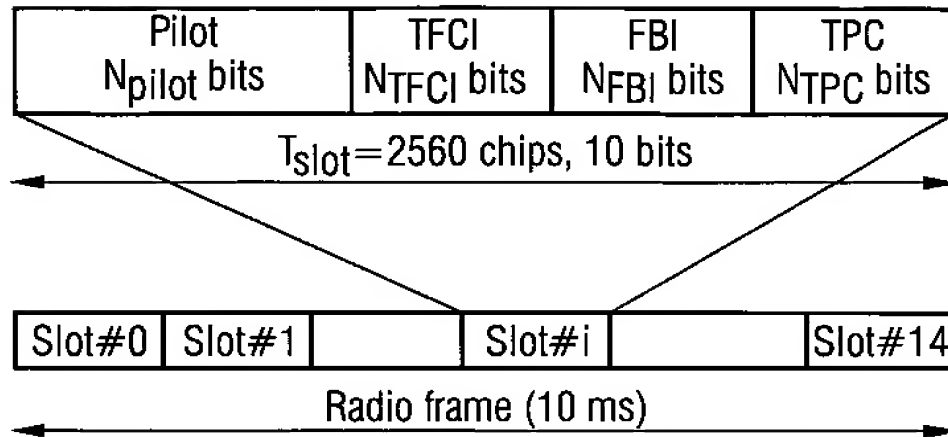 Pilot TFCI FBI TPC
Npilot bits NTFCI bits NFBI bits NTPC bits
Tslot=2560 chips, 10 bits
Slot#0 Slot#1 Slot#i Slot#14
Radio frame (10 ms)